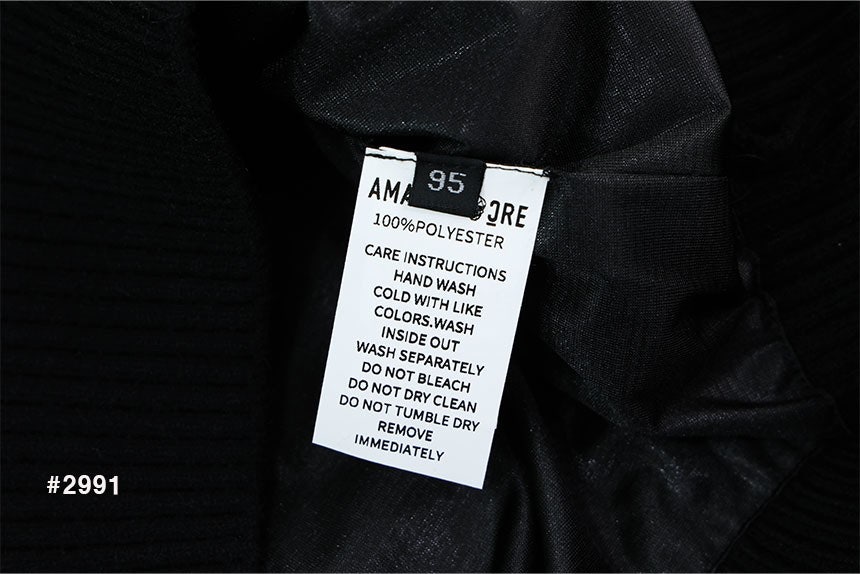 95
100%POLYESTER
CARE INSTRUCTIONS
HAND WASH
COLD WITH LIKE
COLORS.WASH
INSIDE OUT
WASH SEPARATELY
DO NOT BLEACH
DO NOT DRY CLEAN
DO NOT TUMBLE DRY
REMOVE
IMMEDIATELY
#2991